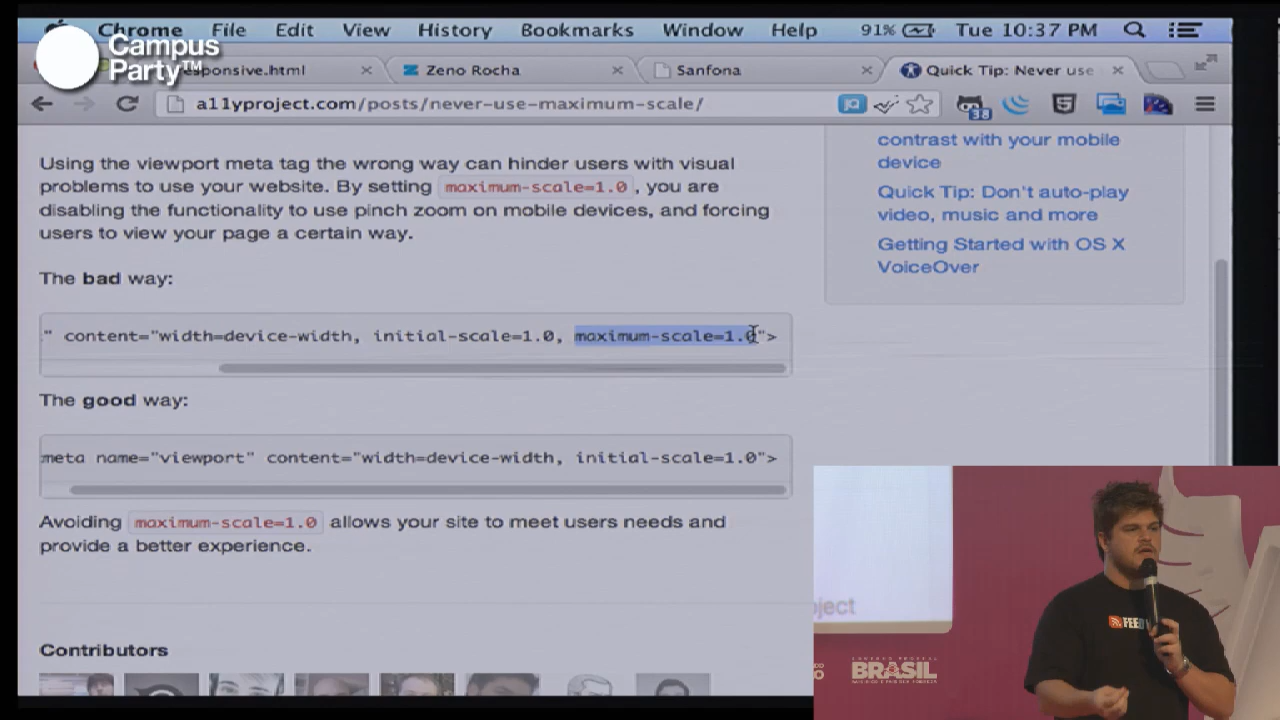 Chrome File Edit View History Bookmarks Window Help 91% Tue 10:37 PM
Campus
Party™
sponsive.html Zeno Rocha Sanfona Quick Tip: Never use
a11yproject.com/posts/never-use-maximum-scale/
38
Using the viewport meta tag the wrong way can hinder users with visual
problems to use your website. By setting maximum-scale=1.0, you are
disabling the functionality to use pinch zoom on mobile devices, and forcing
users to view your page a certain way.
The bad way:
" content="width=device-width, initial-scale=1.0, maximum-scale=1.0">
The good way:
meta name="viewport" content="width=device-width, initial-scale=1.0">
Avoiding maximum-scale=1.0 allows your site to meet users needs and
provide a better experience.
Contributors
contrast with your mobile
device
Quick Tip: Don't auto-play
video, music and more
Getting Started with OS X
VoiceOver
oject
BRASIL
FEED